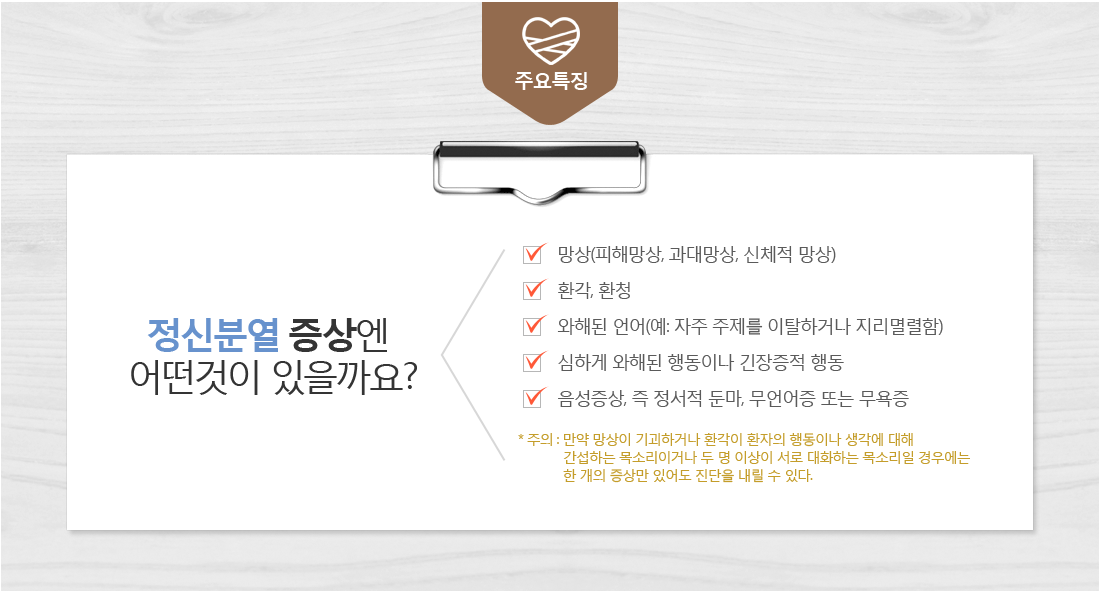 주요특징
정신분열 증상엔
어떤것이 있을까요?
망상(피해망상, 과대망상, 신체적 망상)
환각, 환청
와해된 언어(예: 자주 주제를 이탈하거나 지리멸렬함)
심하게 와해된 행동이나 긴장증적 행동
음성증상, 즉 정서적 둔마, 무언어증 또는 무욕증
* 주의 : 만약 망상이 기괴하거나 환각이 환자의 행동이나 생각에 대해
간섭하는 목소리이거나 두 명 이상이 서로 대화하는 목소리일 경우에는
한 개의 증상만 있어도 진단을 내릴 수 있다.